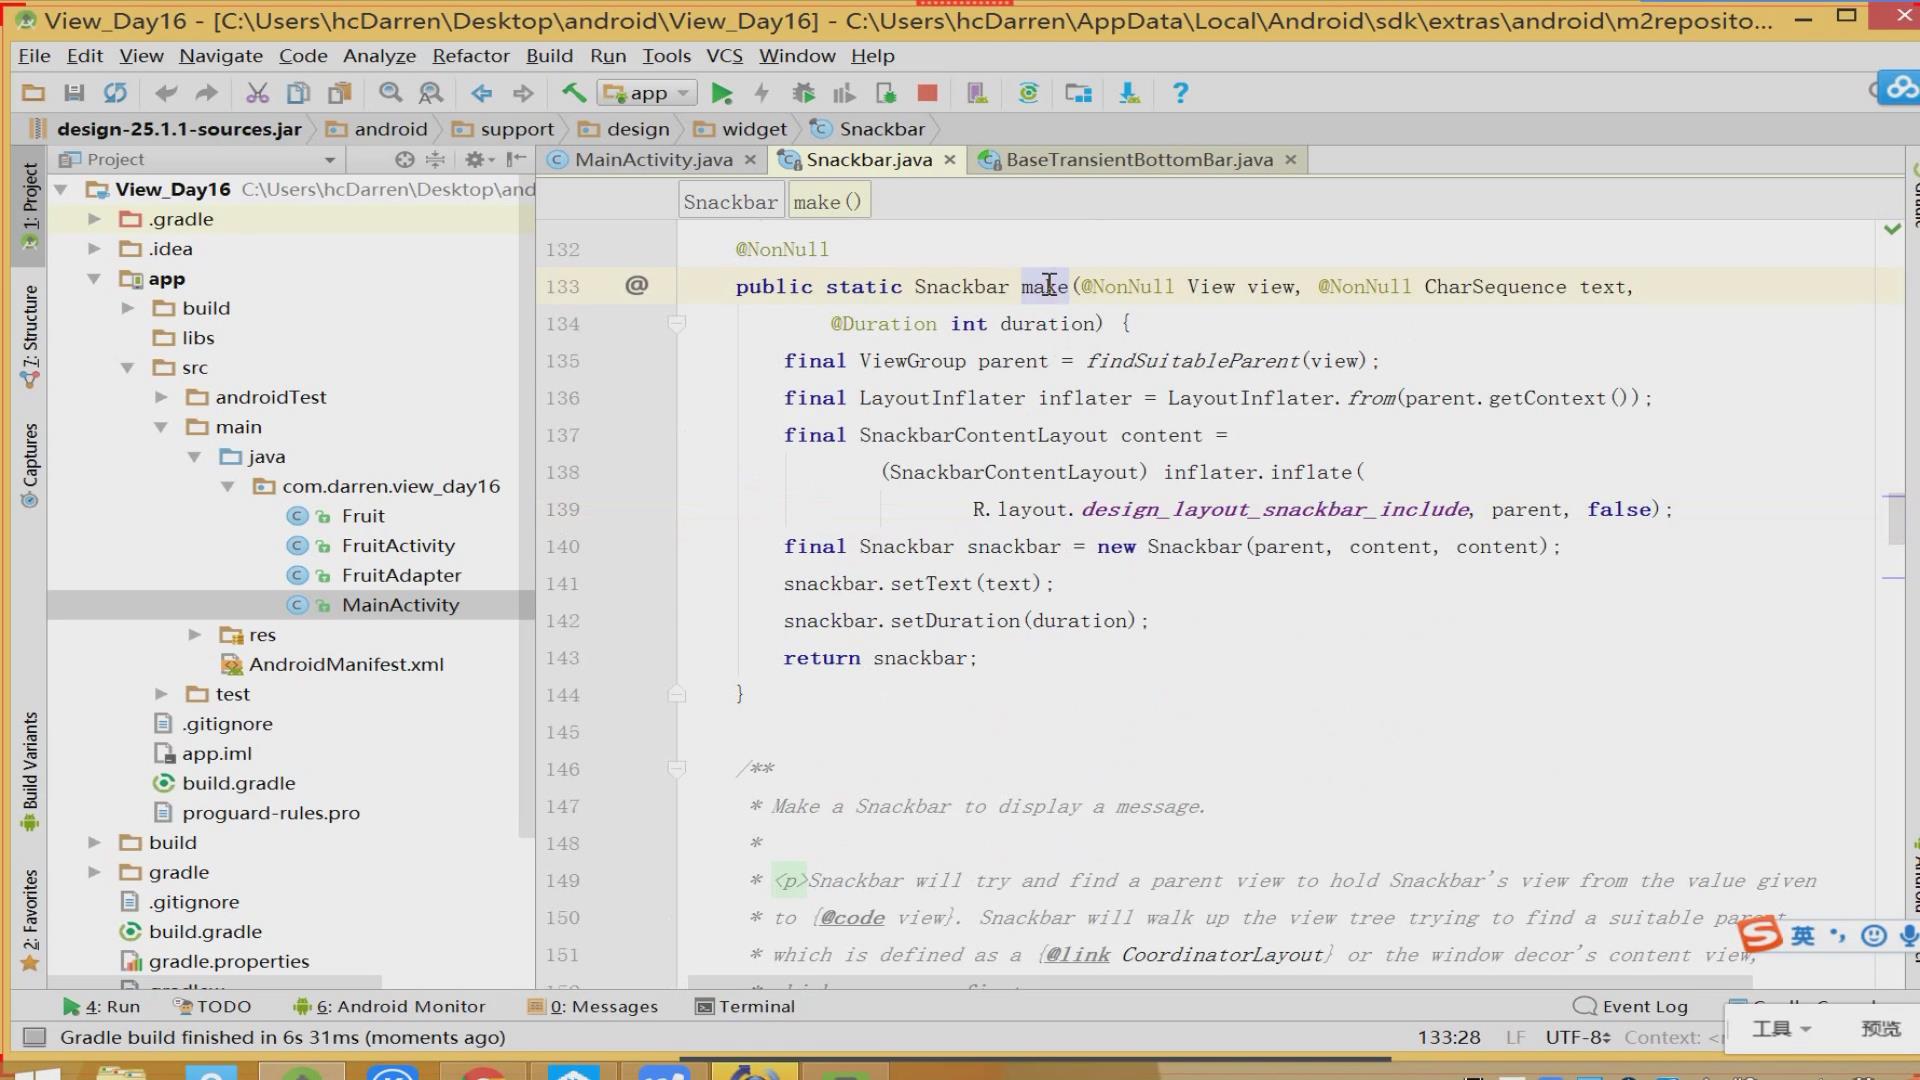 View_Day16 - [C:\Users\hcDarren\Desktop\android\View_Day16] - C:\Users\hcDarren\AppData\Local\Android\sdk\extras\android\m2reposito...
File Edit View Navigate Code Analyze Refactor Build Run Tools VCS Window Help
app
design-25.1.1-sources.jar android support design widget Snackbar
Project
MainActivity.java Snackbar.java BaseTransientBottomBar.java
Snackbar make()
1: Project
7: Structure
Captures
Build Variants
2: Favorites
View_Day16 C:\Users\hcDarren\Desktop\and
.gradle
.idea
app
build
libs
src
androidTest
main
java
com.darren.view_day16
Fruit
FruitActivity
FruitAdapter
MainActivity
res
AndroidManifest.xml
test
.gitignore
app.iml
build.gradle
proguard-rules.pro
build
gradle
.gitignore
build.gradle
gradle.properties
132 @NonNull
133 @ public static Snackbar make(@NonNull View view, @NonNull CharSequence text,
134 @Duration int duration) {
135 final ViewGroup parent = findSuitableParent(view);
136 final LayoutInflater inflater = LayoutInflater.from(parent.getContext());
137 final SnackbarContentLayout content =
138 (SnackbarContentLayout) inflater.inflate(
139 R.layout.design_layout_snackbar_include, parent, false);
140 final Snackbar snackbar = new Snackbar(parent, content, content);
141 snackbar.setText(text);
142 snackbar.setDuration(duration);
143 return snackbar;
144 }
145
146 /**
147 * Make a Snackbar to display a message.
148 *
149 * <p>Snackbar will try and find a parent view to hold Snackbar's view from the value given
150 * to {@code view}. Snackbar will walk up the view tree trying to find a suitable parent,
151 * which is defined as a {@link CoordinatorLayout} or the window decor's content view,
英
4: Run TODO 6: Android Monitor 0: Messages Terminal Event Log
工具 预览
Gradle build finished in 6s 31ms (moments ago) 133:28 LF UTF-8 Context: